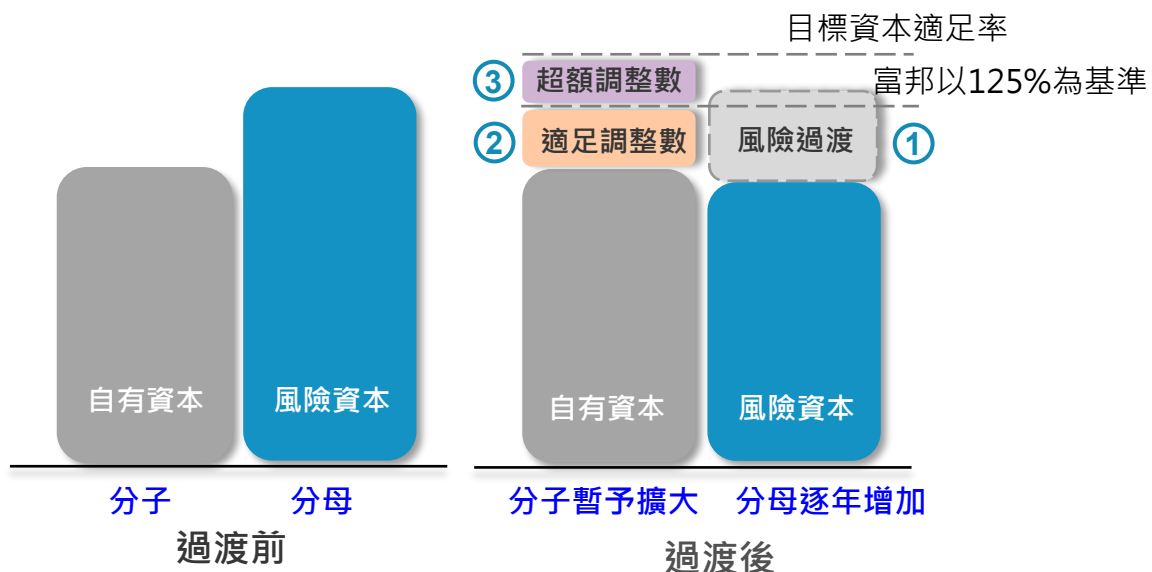 目標資本適足率
富邦以125%為基準
③ 超額調整數
② 適足調整數
風險過渡 ①
自有資本
風險資本
自有資本
風險資本
分子
分母
分子暫予擴大
分母逐年增加
過渡前
過渡後